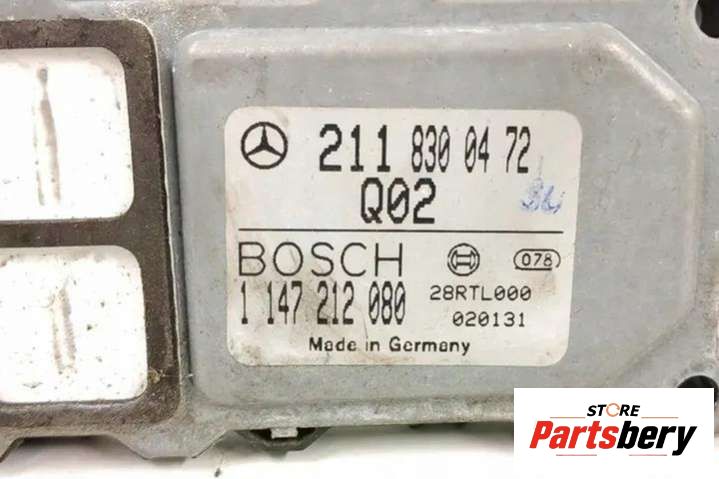 211 830 04 72
Q02
BOSCH 078
1 147 212 080 28RTL000
020131
Made in Germany
STORE
Partsbery